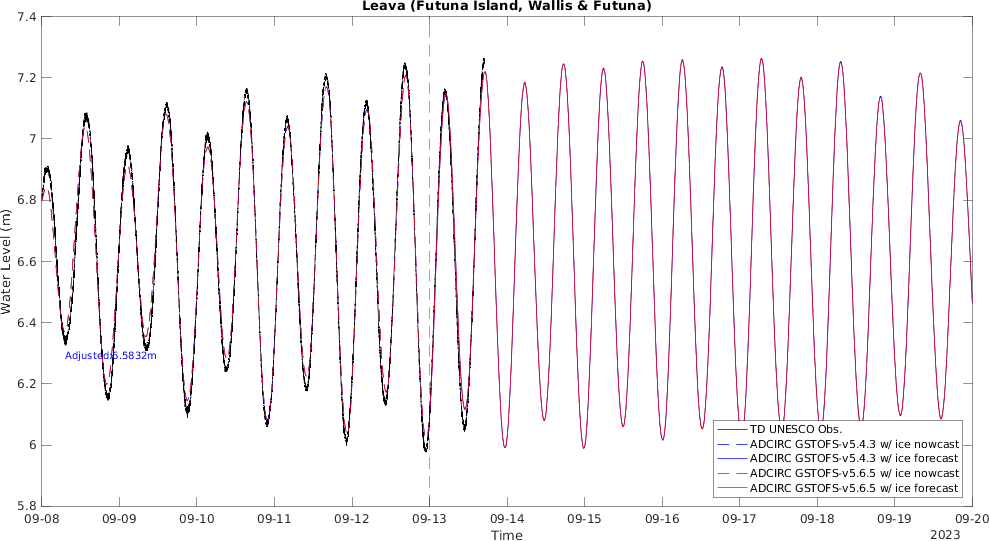 Leava (Futuna Island, Wallis & Futuna)
7.4
7.2
7
6.8
6.6
6.4
6.2
6
5.8
Water Level (m)
Adjusted:6.5832m
TD UNESCO Obs.
ADCIRC GSTOFS-v5.4.3 w/ ice nowcast
ADCIRC GSTOFS-v5.4.3 w/ ice forecast
ADCIRC GSTOFS-v5.6.5 w/ ice nowcast
ADCIRC GSTOFS-v5.6.5 w/ ice forecast
09-08 09-09 09-10 09-11 09-12 09-13 09-14 09-15 09-16 09-17 09-18 09-19 09-20
Time
2023